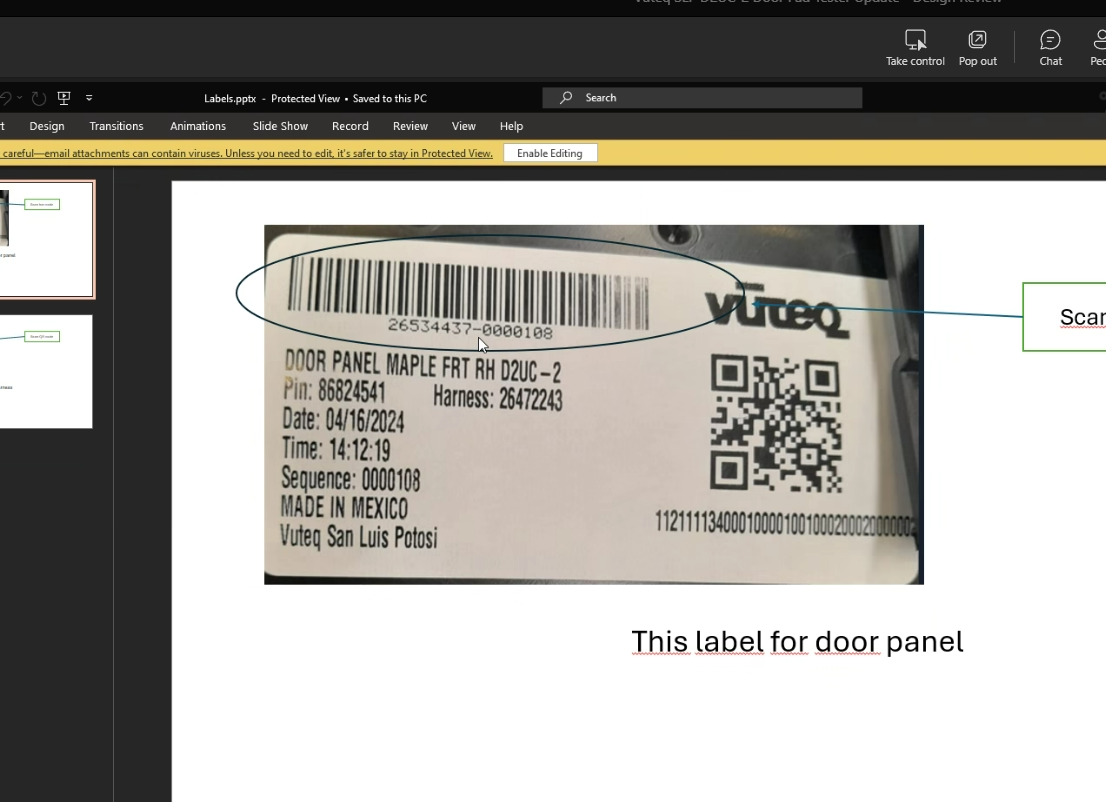 Take control
Pop out
Chat
Labels.pptx - Protected View • Saved to this PC
Search
Design
Transitions
Animations
Slide Show
Record
Review
View
Help
careful—email attachments can contain viruses. Unless you need to edit, it's safer to stay in Protected View.
Enable Editing
26534437-0000108
vuteq
DOOR PANEL MAPLE FRT RH D2UC-2
Pin: 86824541 Harness: 26472243
Date: 04/16/2024
Time: 14:12:19
Sequence: 0000108
MADE IN MEXICO
Vuteq San Luis Potosi
This label for door panel